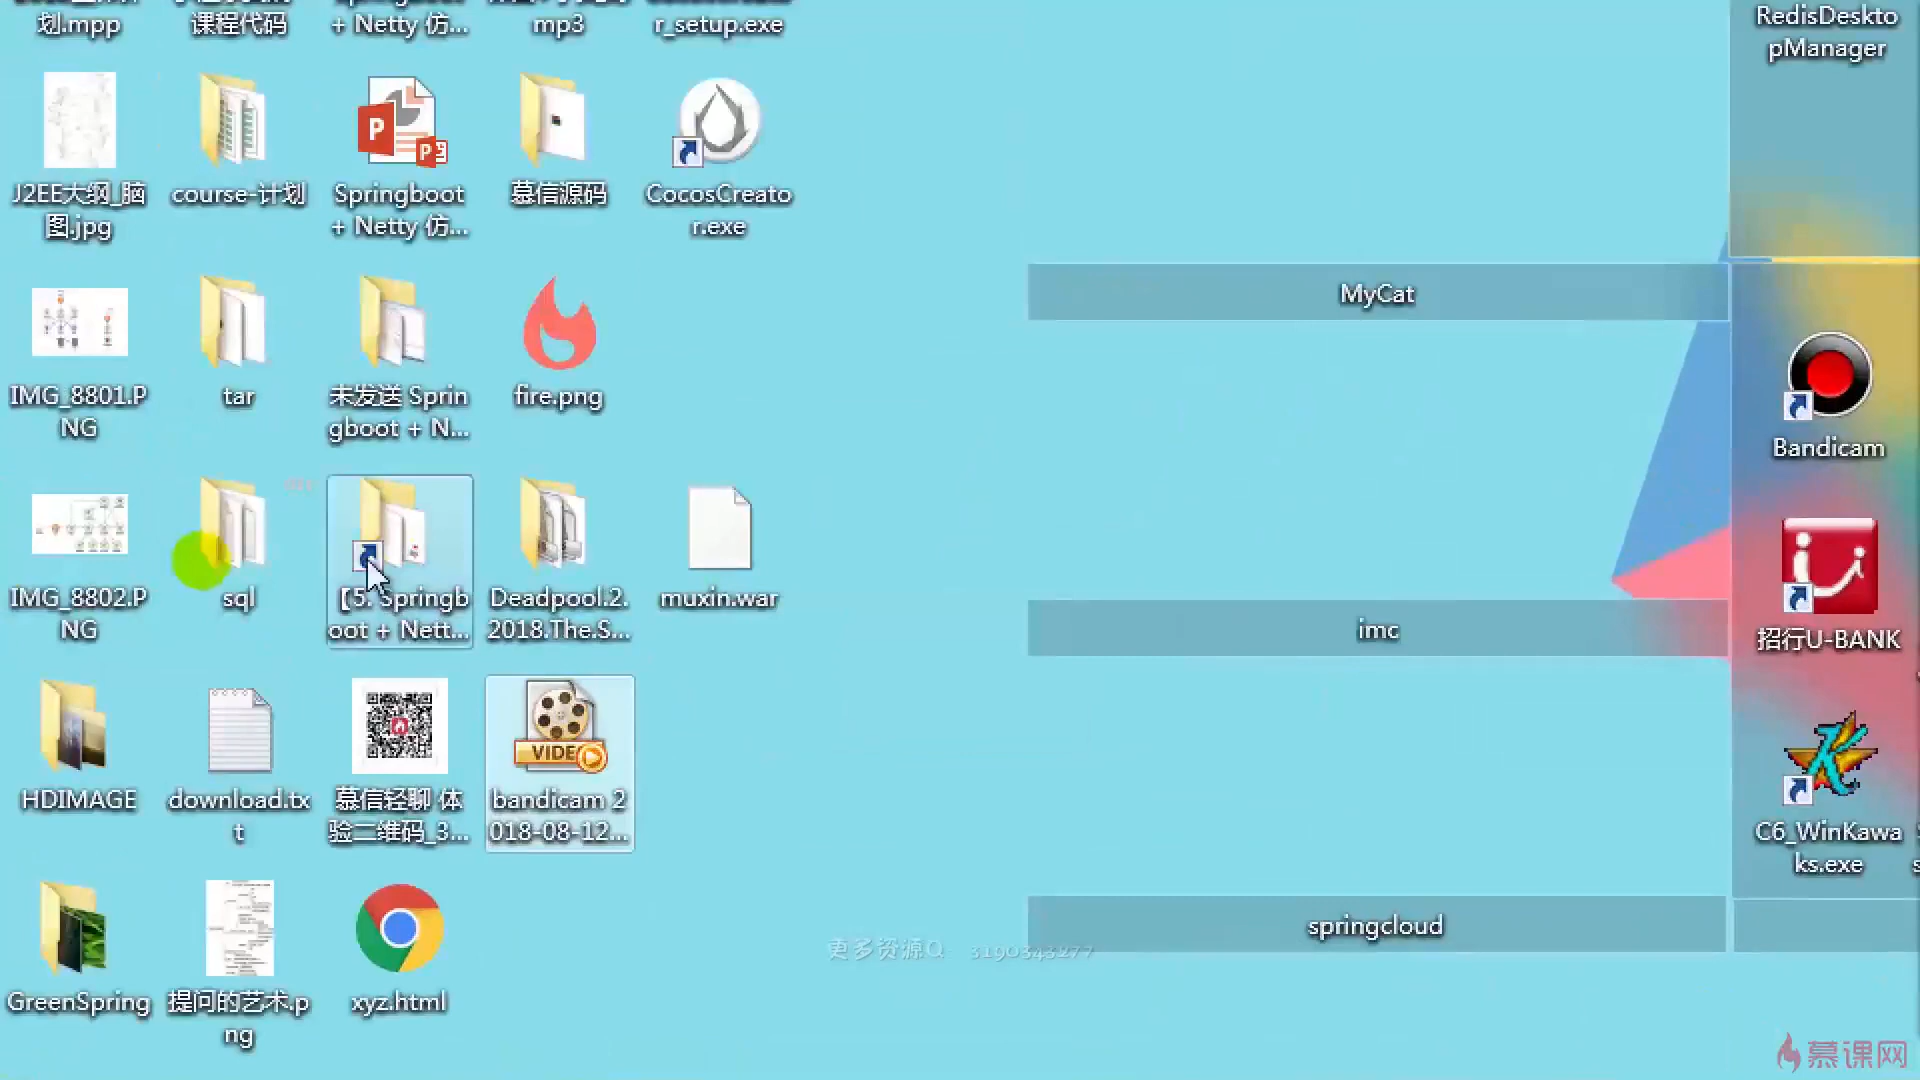 划.mpp
课程代码
+ Netty 仿...
mp3
r_setup.exe
RedisDeskto
pManager
J2EE大纲_脑
图.jpg
course-计划
Springboot
+ Netty 仿...
慕信源码
CocosCreato
r.exe
MyCat
IMG_8801.P
NG
tar
未发送 Sprin
gboot + N...
fire.png
Bandicam
IMG_8802.P
NG
sql
【5. Springb
oot + Nett...
Deadpool.2.
2018.The.S...
muxin.war
imc
招行U-BANK
HDIMAGE
download.tx
t
慕信轻聊 体
验二维码_3...
VIDEO
bandicam 2
018-08-12...
C6_WinKawa
ks.exe
springcloud
更多资源Q 3190343277
GreenSpring
提问的艺术.p
ng
xyz.html
慕课网